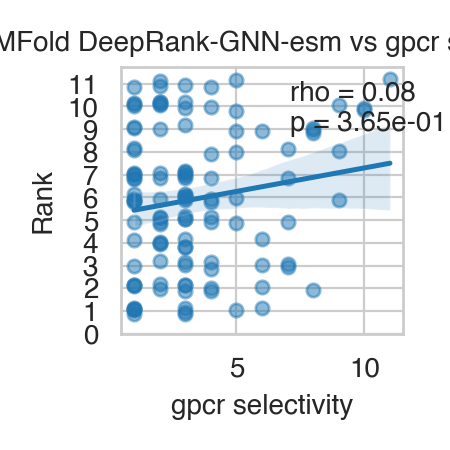 MFold DeepRank-GNN-esm vs gpcr s
rho = 0.08
p = 3.65e-01
11
10
9
8
7
6
5
4
3
2
1
0
Rank
5 10
gpcr selectivity